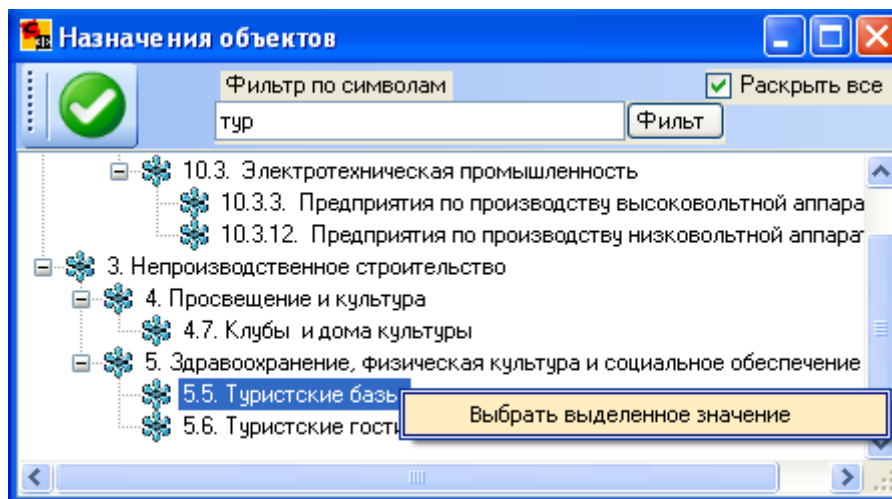 Назначения объектов
Фильтр по символам
Раскрыть все
тур
Фильт
10.3. Электротехническая промышленность
10.3.3. Предприятия по производству высоковольтной аппара
10.3.12. Предприятия по производству низковольтной аппарат
3. Непроизводственное строительство
4. Просвещение и культура
4.7. Клубы и дома культуры
5. Здравоохранение, физическая культура и социальное обеспечение
5.5. Туристские базы
Выбрать выделенное значение
5.6. Туристские гости